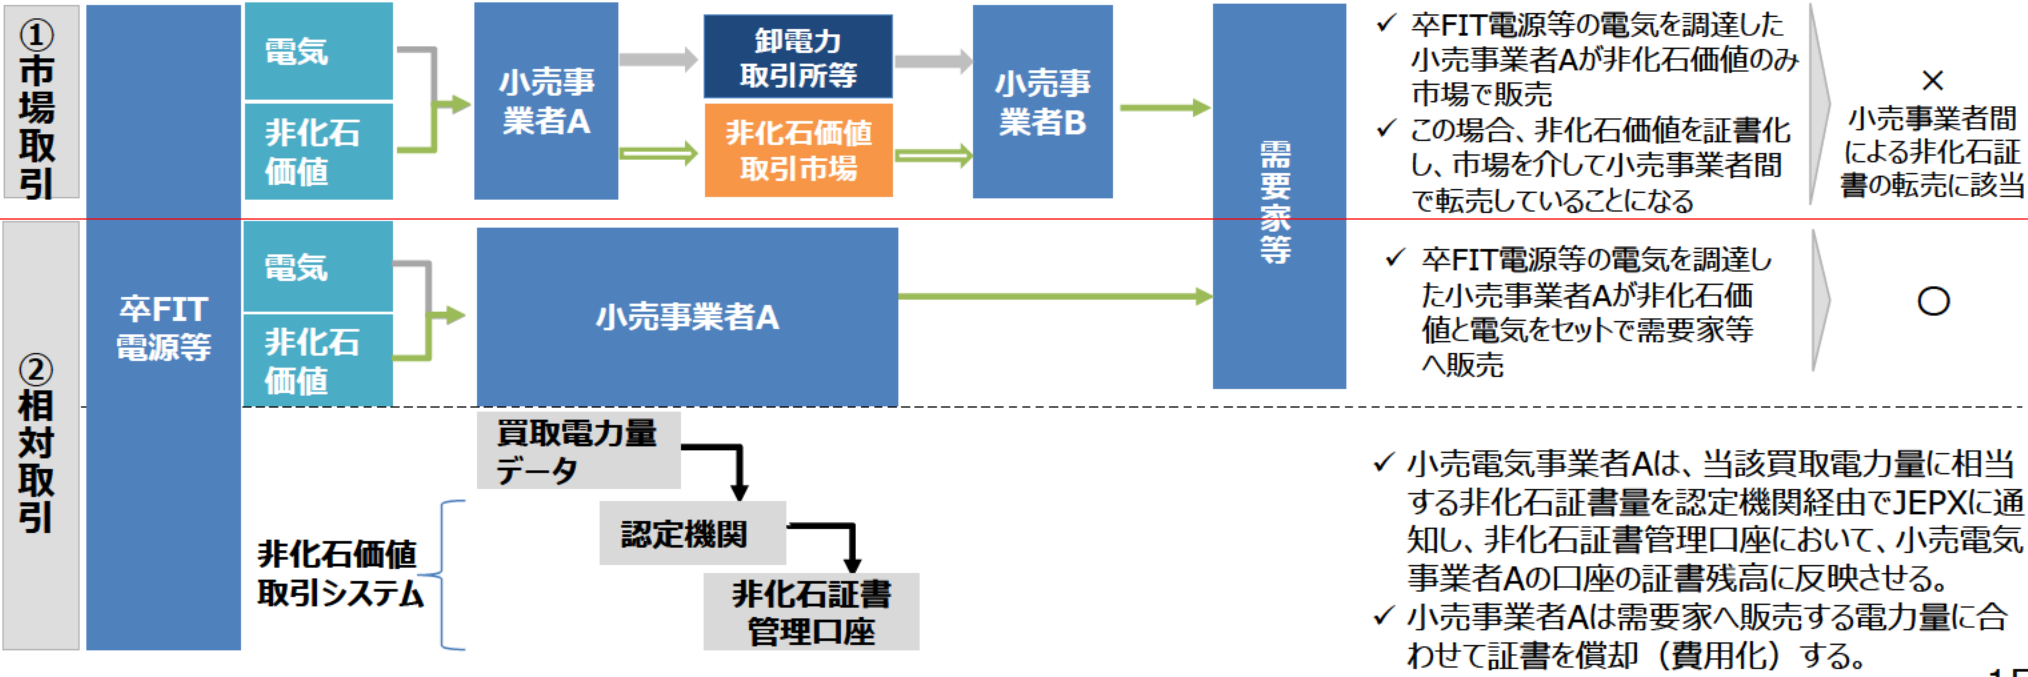 ①市場取引
電気
非化石
価値
小売事
業者A
卸電力
取引所等
非化石価値
取引市場
小売事
業者B
需要家等
✓ 卒FIT電源等の電気を調達した
小売事業者Aが非化石価値のみ
市場で販売
✓ この場合、非化石価値を証書化
し、市場を介して小売事業者間
で転売していることになる
×
小売事業者間
による非化石証
書の転売に該当
②相対取引
卒FIT
電源等
電気
非化石
価値
小売事業者A
✓ 卒FIT電源等の電気を調達し
た小売事業者Aが非化石価
値と電気をセットで需要家等
へ販売
○
買取電力量
データ
認定機関
非化石証書
管理口座
非化石価値
取引システム
✓ 小売電気事業者Aは、当該買取電力量に相当
する非化石証書量を認定機関経由でJEPXに通
知し、非化石証書管理口座において、小売電気
事業者Aの口座の証書残高に反映させる。
✓ 小売事業者Aは需要家へ販売する電力量に合
わせて証書を償却（費用化）する。